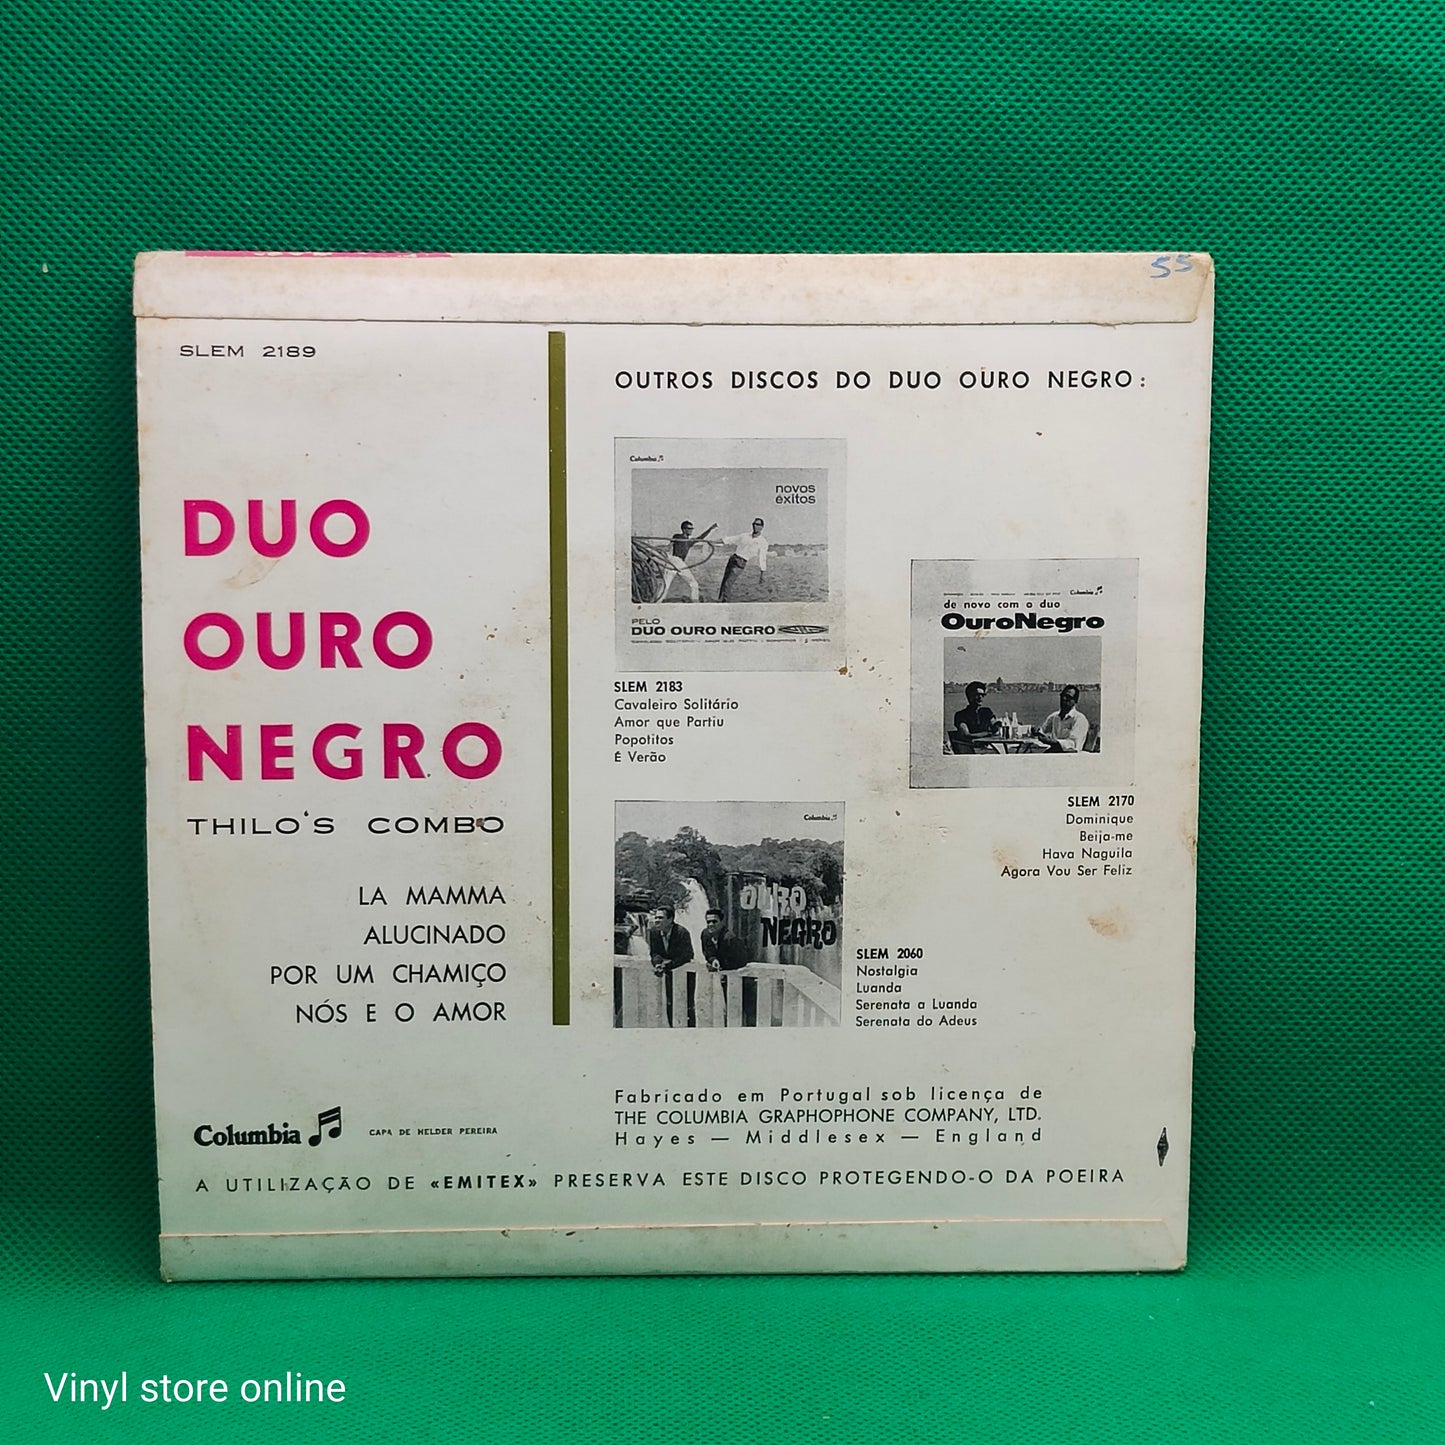 55
SLEM 2189
DUO
OURO
NEGRO
THILO'S COMBO
LA MAMMA
ALUCINADO
POR UM CHAMIÇO
NÓS E O AMOR
Columbia
CAPA DE HELDER PEREIRA
OUTROS DISCOS DO DUO OURO NEGRO:
Columbia
novos
êxitos
PELO
DUO OURO NEGRO
SLEM 2183
Cavaleiro Solitário
Amor que Partiu
Popotitos
É Verão
Columbia
de novo com o duo
OuroNegro
SLEM 2170
Dominique
Beija-me
Hava Naguila
Agora Vou Ser Feliz
Columbia
OURO
NEGRO
SLEM 2060
Nostalgia
Luanda
Serenata a Luanda
Serenata do Adeus
Fabricado em Portugal sob licença de
THE COLUMBIA GRAPHOPHONE COMPANY, LTD.
Hayes — Middlesex — England
A UTILIZAÇÃO DE «EMITEX» PRESERVA ESTE DISCO PROTEGENDO-O DA POEIRA
Vinyl store online